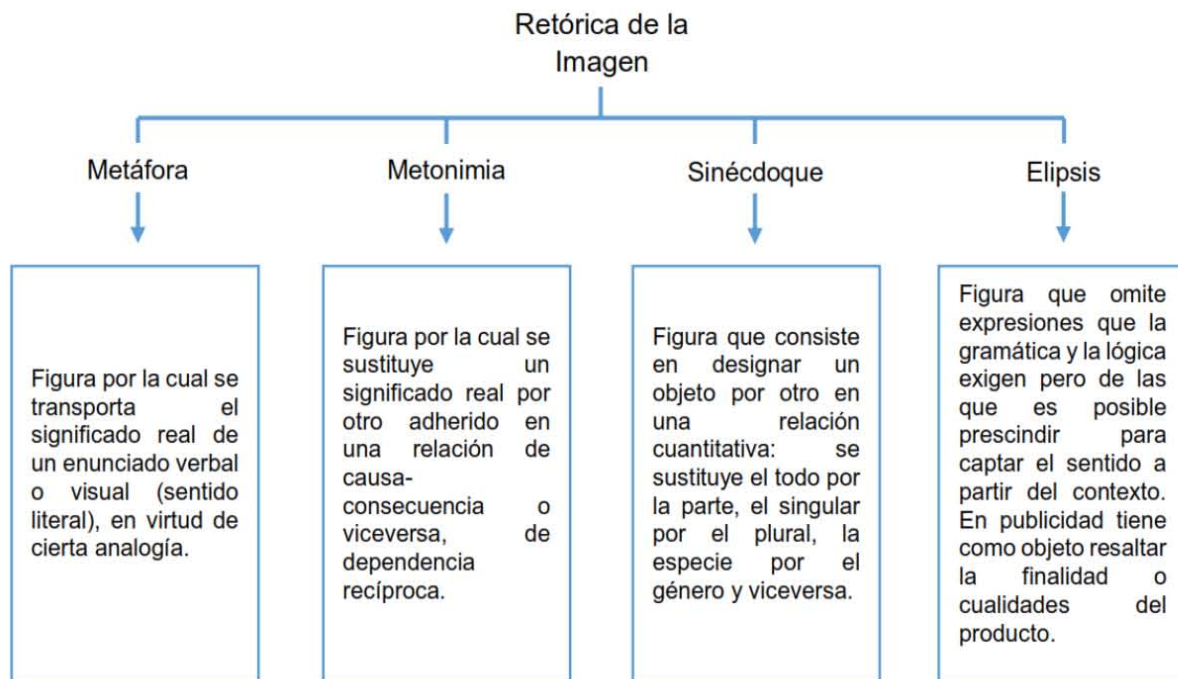 Retórica de la
Imagen
Metáfora
Metonimia
Sinécdoque
Elipsis
Figura por la cual se
transporta el
significado real de
un enunciado verbal
o visual (sentido
literal), en virtud de
cierta analogía.
Figura por la cual se
sustituye un
significado real por
otro adherido en
una relación de
causa-
consecuencia o
viceversa, de
dependencia
recíproca.
Figura que consiste
en designar un
objeto por otro en
una relación
cuantitativa: se
sustituye el todo por
la parte, el singular
por el plural, la
especie por el
género y viceversa.
Figura que omite
expresiones que la
gramática y la lógica
exigen pero de las
que es posible
prescindir para
captar el sentido a
partir del contexto.
En publicidad tiene
como objeto resaltar
la finalidad o
cualidades del
producto.